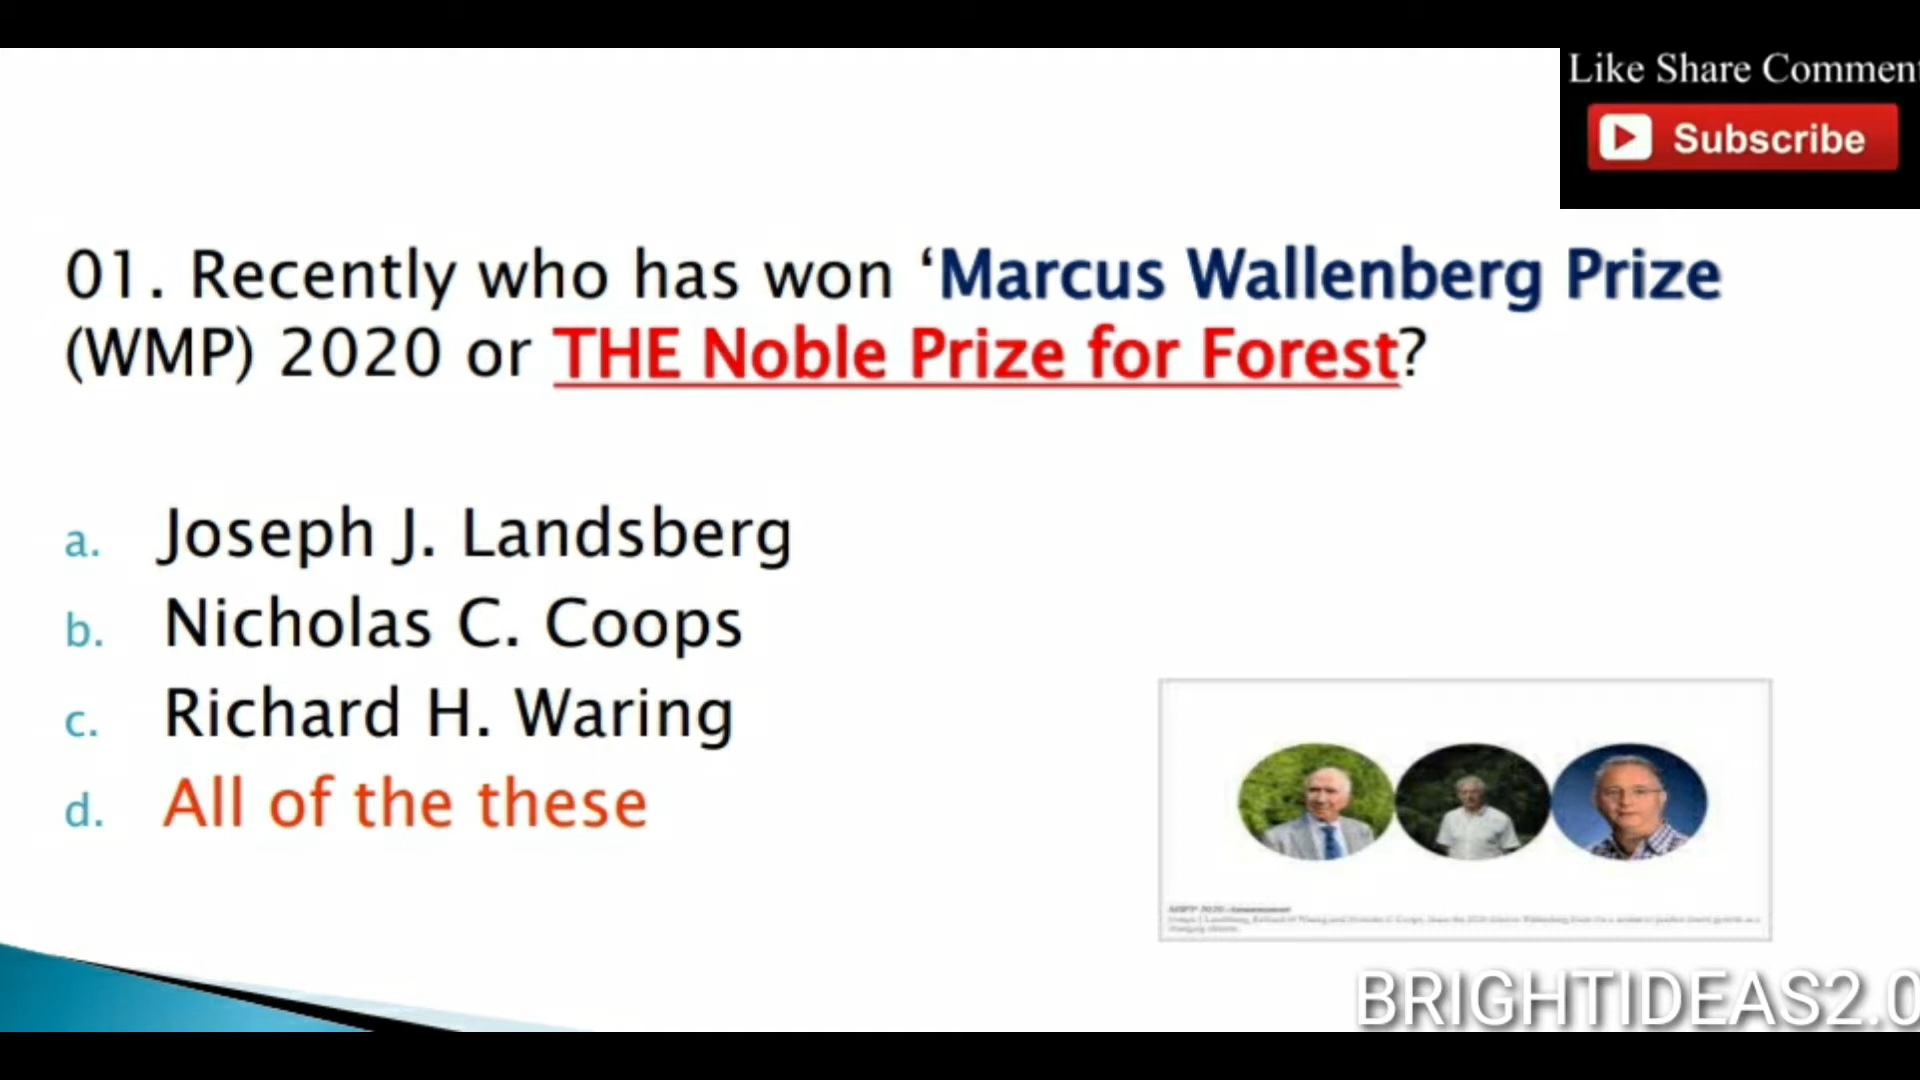 Like Share Comment
Subscribe
01. Recently who has won ‘Marcus Wallenberg Prize
(WMP) 2020 or THE Noble Prize for Forest?
a. Joseph J. Landsberg
b. Nicholas C. Coops
c. Richard H. Waring
d. All of the these
BRIGHTIDEAS2.0